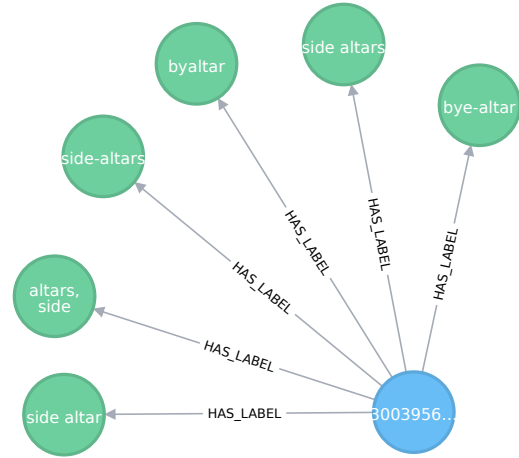 side altars
byaltar
bye-altar
side-altars
HAS_LABEL
HAS_LABEL
HAS_LABEL
HAS_LABEL
altars,
side
HAS_LABEL
side altar
HAS_LABEL
3003956...